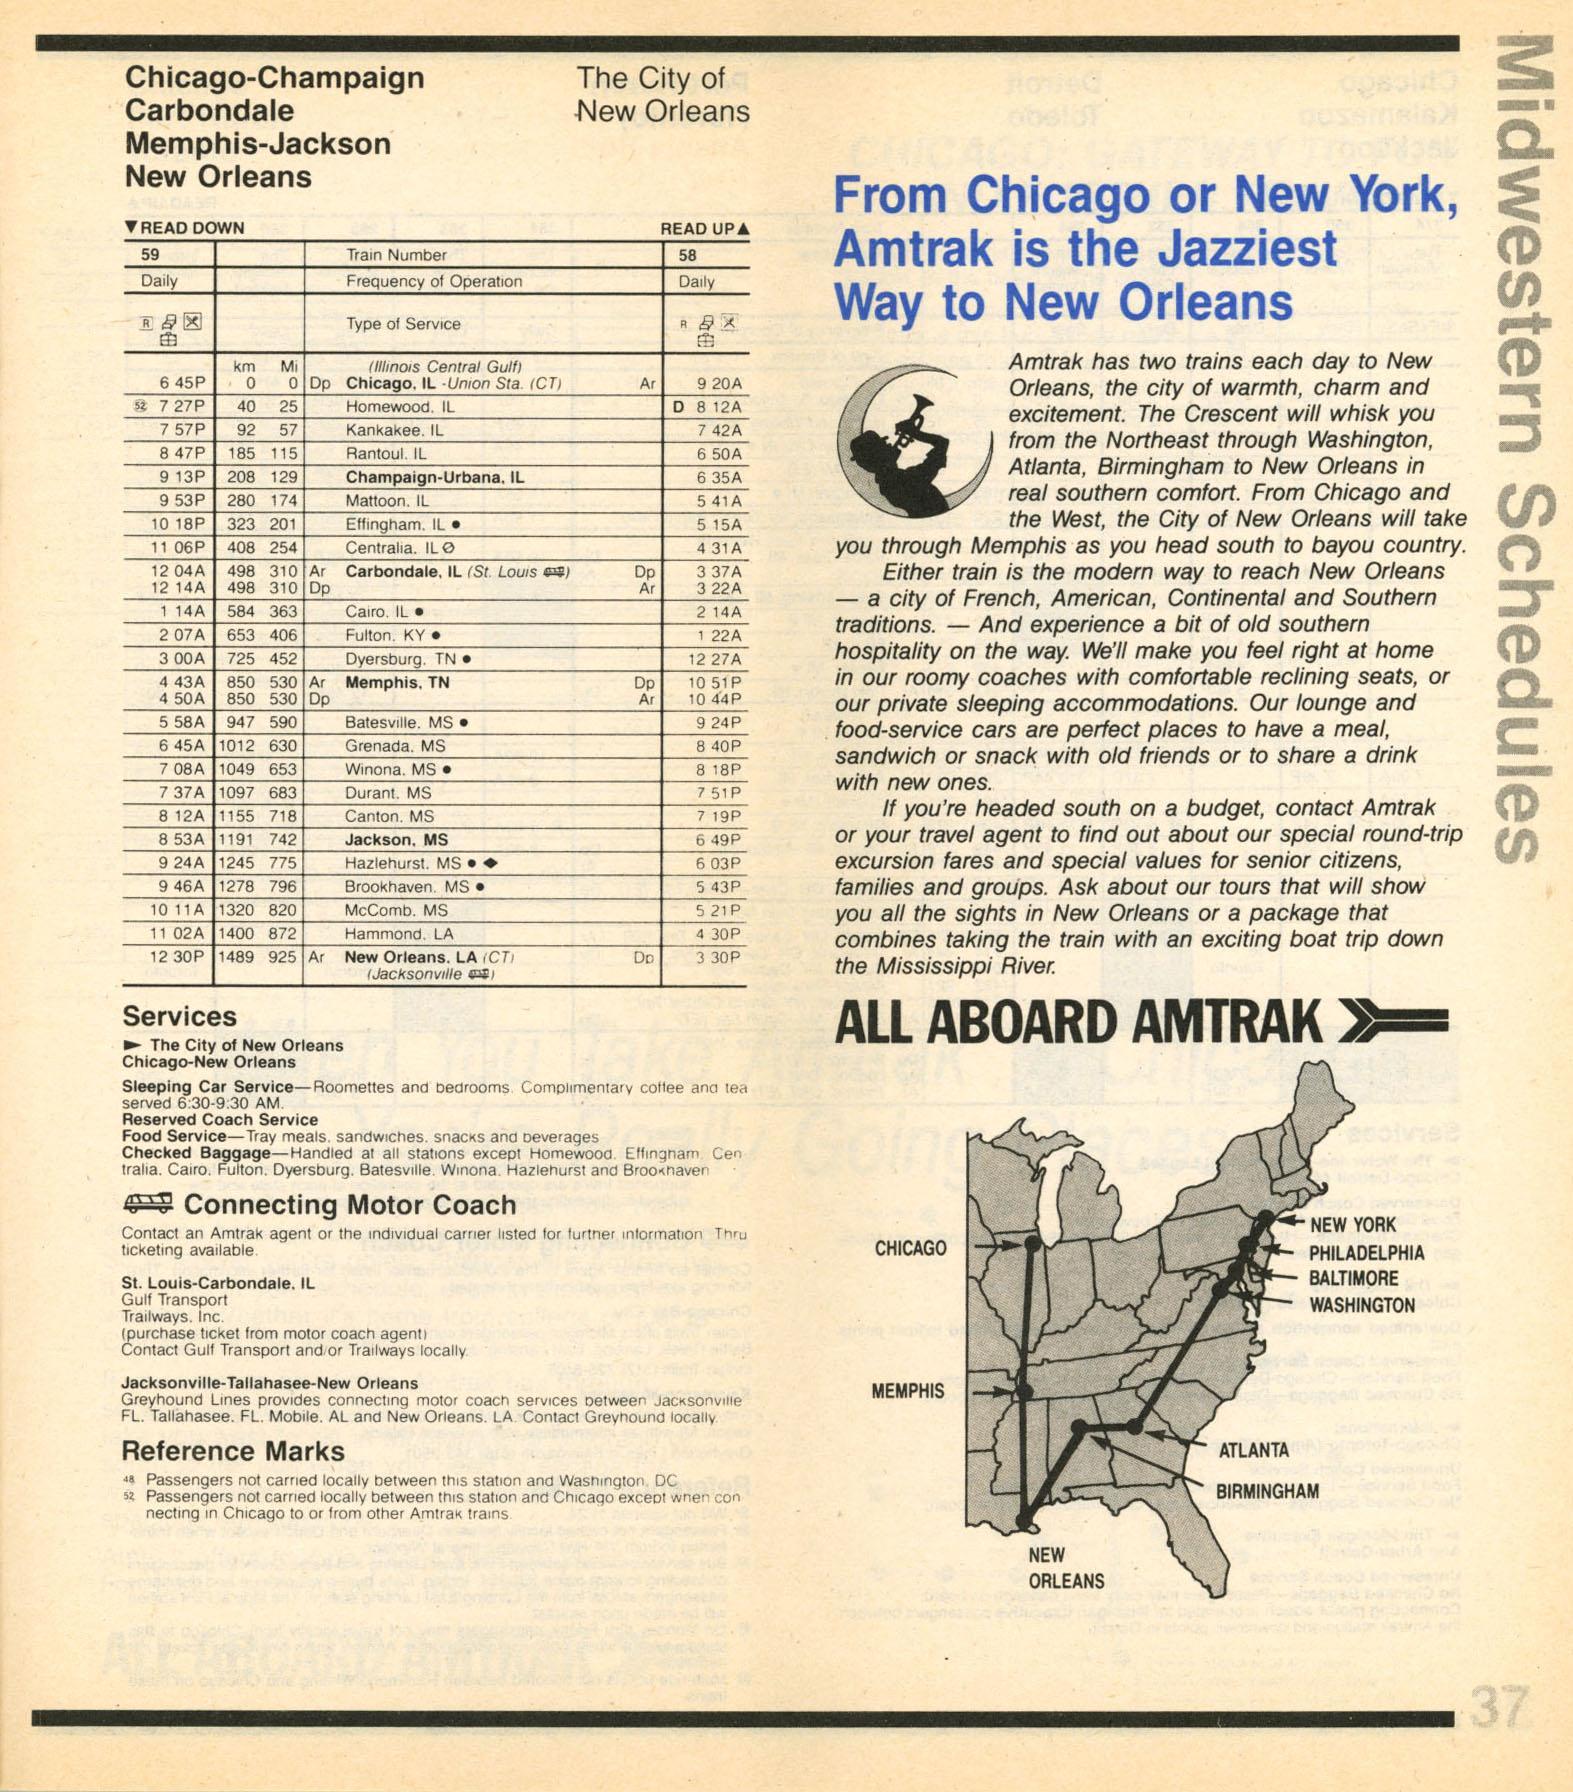 Chicago-Champaign
Carbondale
Memphis-Jackson
New Orleans
The City of
New Orleans
▼READ DOWN READ UP▲
59 Train Number 58
Daily Frequency of Operation Daily
R Type of Service R
km Mi (Illinois Central Gulf)
6 45P 0 0 Dp Chicago, IL -Union Sta. (CT) Ar 9 20A
52 7 27P 40 25 Homewood, IL D 8 12A
7 57P 92 57 Kankakee, IL 7 42A
8 47P 185 115 Rantoul, IL 6 50A
9 13P 208 129 Champaign-Urbana, IL 6 35A
9 53P 280 174 Mattoon, IL 5 41A
10 18P 323 201 Effingham, IL ● 5 15A
11 06P 408 254 Centralia, IL Ø 4 31A
12 04A 498 310 Ar Carbondale, IL (St. Louis) Dp 3 37A
12 14A 498 310 Dp Ar 3 22A
1 14A 584 363 Cairo, IL ● 2 14A
2 07A 653 406 Fulton, KY ● 1 22A
3 00A 725 452 Dyersburg, TN ● 12 27A
4 43A 850 530 Ar Memphis, TN Dp 10 51P
4 50A 850 530 Dp Ar 10 44P
5 58A 947 590 Batesville, MS ● 9 24P
6 45A 1012 630 Grenada, MS 8 40P
7 08A 1049 653 Winona, MS ● 8 18P
7 37A 1097 683 Durant, MS 7 51P
8 12A 1155 718 Canton, MS 7 19P
8 53A 1191 742 Jackson, MS 6 49P
9 24A 1245 775 Hazlehurst, MS ● ◆ 6 03P
9 46A 1278 796 Brookhaven, MS ● 5 43P
10 11A 1320 820 McComb, MS 5 21P
11 02A 1400 872 Hammond, LA 4 30P
12 30P 1489 925 Ar New Orleans, LA (CT) Dp 3 30P
(Jacksonville)
Services
► The City of New Orleans
Chicago-New Orleans
Sleeping Car Service—Roomettes and bedrooms. Complimentary coffee and tea
served 6:30-9:30 AM.
Reserved Coach Service
Food Service—Tray meals, sandwiches, snacks and beverages
Checked Baggage—Handled at all stations except Homewood, Effingham, Cen
tralia, Cairo, Fulton, Dyersburg, Batesville, Winona, Hazlehurst and Brookhaven
Connecting Motor Coach
Contact an Amtrak agent or the individual carrier listed for further information. Thru
ticketing available.
St. Louis-Carbondale, IL
Gulf Transport
Trailways, Inc.
(purchase ticket from motor coach agent)
Contact Gulf Transport and/or Trailways locally.
Jacksonville-Tallahasee-New Orleans
Greyhound Lines provides connecting motor coach services between Jacksonville
FL, Tallahasee, FL, Mobile, AL and New Orleans, LA. Contact Greyhound locally.
Reference Marks
48 Passengers not carried locally between this station and Washington, DC
52 Passengers not carried locally between this station and Chicago except when con
necting in Chicago to or from other Amtrak trains.
From Chicago or New York,
Amtrak is the Jazziest
Way to New Orleans
Amtrak has two trains each day to New
Orleans, the city of warmth, charm and
excitement. The Crescent will whisk you
from the Northeast through Washington,
Atlanta, Birmingham to New Orleans in
real southern comfort. From Chicago and
the West, the City of New Orleans will take
you through Memphis as you head south to bayou country.
Either train is the modern way to reach New Orleans
— a city of French, American, Continental and Southern
traditions. — And experience a bit of old southern
hospitality on the way. We'll make you feel right at home
in our roomy coaches with comfortable reclining seats, or
our private sleeping accommodations. Our lounge and
food-service cars are perfect places to have a meal,
sandwich or snack with old friends or to share a drink
with new ones.
If you're headed south on a budget, contact Amtrak
or your travel agent to find out about our special round-trip
excursion fares and special values for senior citizens,
families and groups. Ask about our tours that will show
you all the sights in New Orleans or a package that
combines taking the train with an exciting boat trip down
the Mississippi River.
ALL ABOARD AMTRAK
NEW YORK
CHICAGO
PHILADELPHIA
BALTIMORE
WASHINGTON
MEMPHIS
ATLANTA
BIRMINGHAM
NEW
ORLEANS
Midwestern Schedules
37